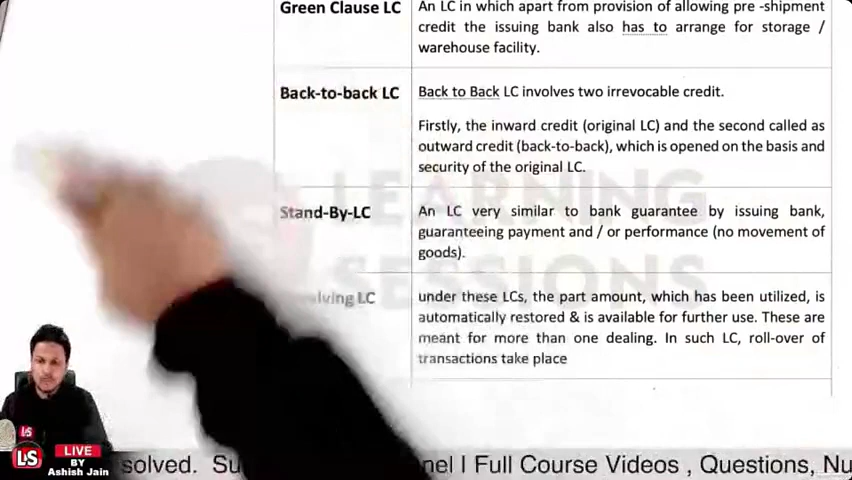 Green Clause LC
An LC in which apart from provision of allowing pre -shipment
credit the issuing bank also has to arrange for storage /
warehouse facility.
Back-to-back LC
Back to Back LC involves two irrevocable credit.
Firstly, the inward credit (original LC) and the second called as
outward credit (back-to-back), which is opened on the basis and
security of the original LC.
Stand-By-LC
An LC very similar to bank guarantee by issuing bank,
guaranteeing payment and / or performance (no movement of
goods).
LC
under these LCs, the part amount, which has been utilized, is
automatically restored & is available for further use. These are
meant for more than one dealing. In such LC, roll-over of
transactions take place
LEARNING
SESSIONS
LS
LS
LIVE
BY
Ashish Jain
solved. Su
nel I Full Course Videos , Questions, Nu